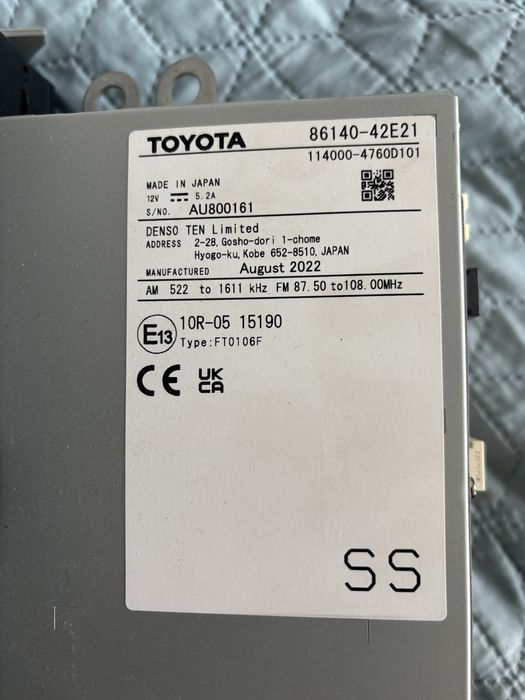 TOYOTA 86140-42E21
114000-4760D101
MADE IN JAPAN
12V 5.2A
S/NO. AU800161
DENSO TEN Limited
ADDRESS 2-28, Gosho-dori 1-chome
Hyogo-ku, Kobe 652-8510, JAPAN
MANUFACTURED August 2022
AM 522 to 1611 kHz FM 87.50 to108.00MHz
E13 10R-05 15190
Type:FT0106F
CE UK
CA
SS